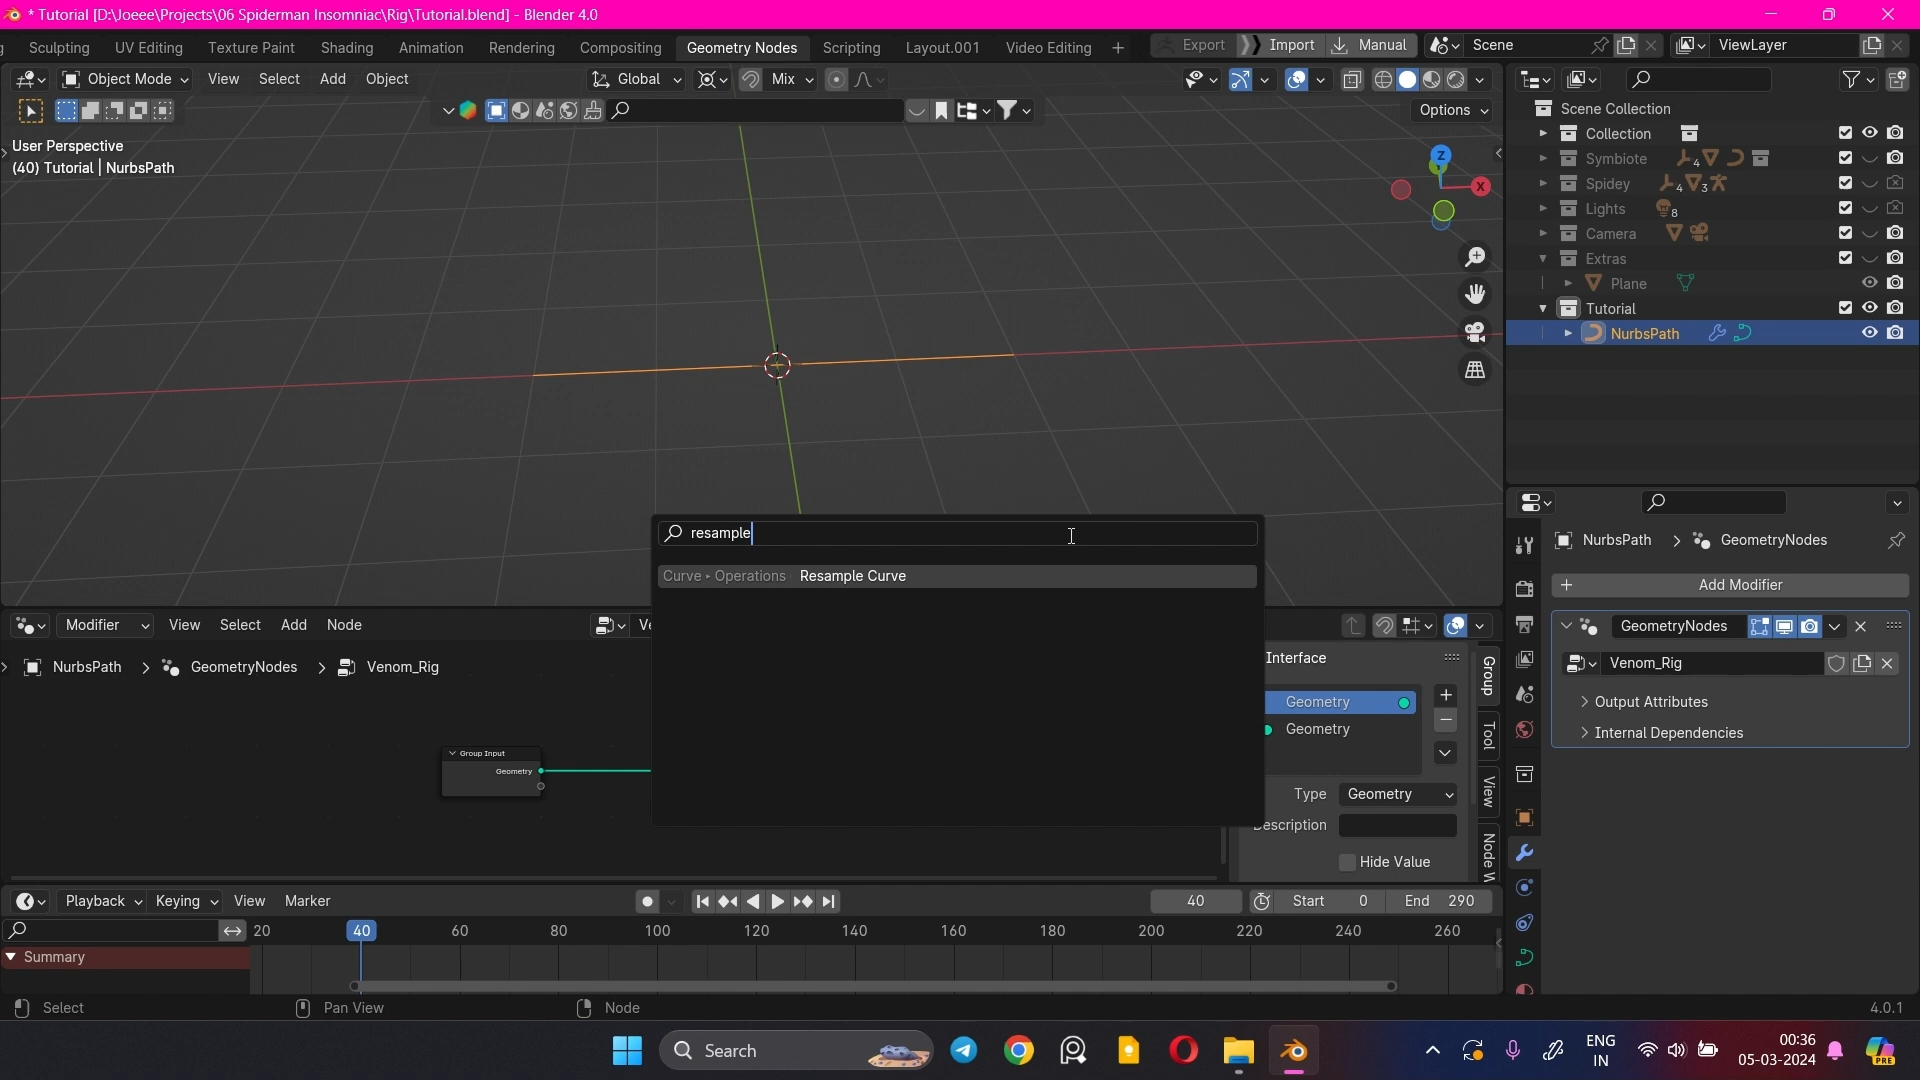 * Tutorial [D:\Joeee\Projects\06 Spiderman Insomniac\Rig\Tutorial.blend] - Blender 4.0
Sculpting UV Editing Texture Paint Shading Animation Rendering Compositing Geometry Nodes Scripting Layout.001 Video Editing + Export Import Manual Scene ViewLayer
Object Mode View Select Add Object Global Mix
Options
User Perspective
(40) Tutorial | NurbsPath
Z
X
Scene Collection
Collection
Symbiote 4
Spidey 4 3
Lights 8
Camera
Extras
Plane
Tutorial
NurbsPath
resample
Curve Operations Resample Curve
NurbsPath GeometryNodes
Add Modifier
GeometryNodes
Venom_Rig
Output Attributes
Internal Dependencies
Modifier View Select Add Node Ve
NurbsPath GeometryNodes Venom_Rig
Group Input
Geometry
Interface
Geometry
Geometry
Type Geometry
Description
Hide Value
Group
Tool
View
Node W
Playback Keying View Marker 40 Start 0 End 290
20 40 60 80 100 120 140 160 180 200 220 240 260
Summary
Select Pan View Node 4.0.1
Search
ENG
IN
00:36
05-03-2024
PRE